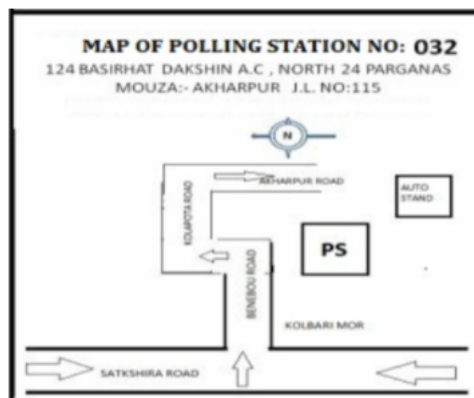 MAP OF POLLING STATION NO: 032
124 BASIRHAT DAKSHIN A.C , NORTH 24 PARGANAS
MOUZA:- AKHARPUR J.L. NO:115
N
AKHARPUR ROAD
AUTO
STAND
KOLAPOTA ROAD
PS
BENEBOU ROAD
KOLBARI MOR
SATKSHIRA ROAD